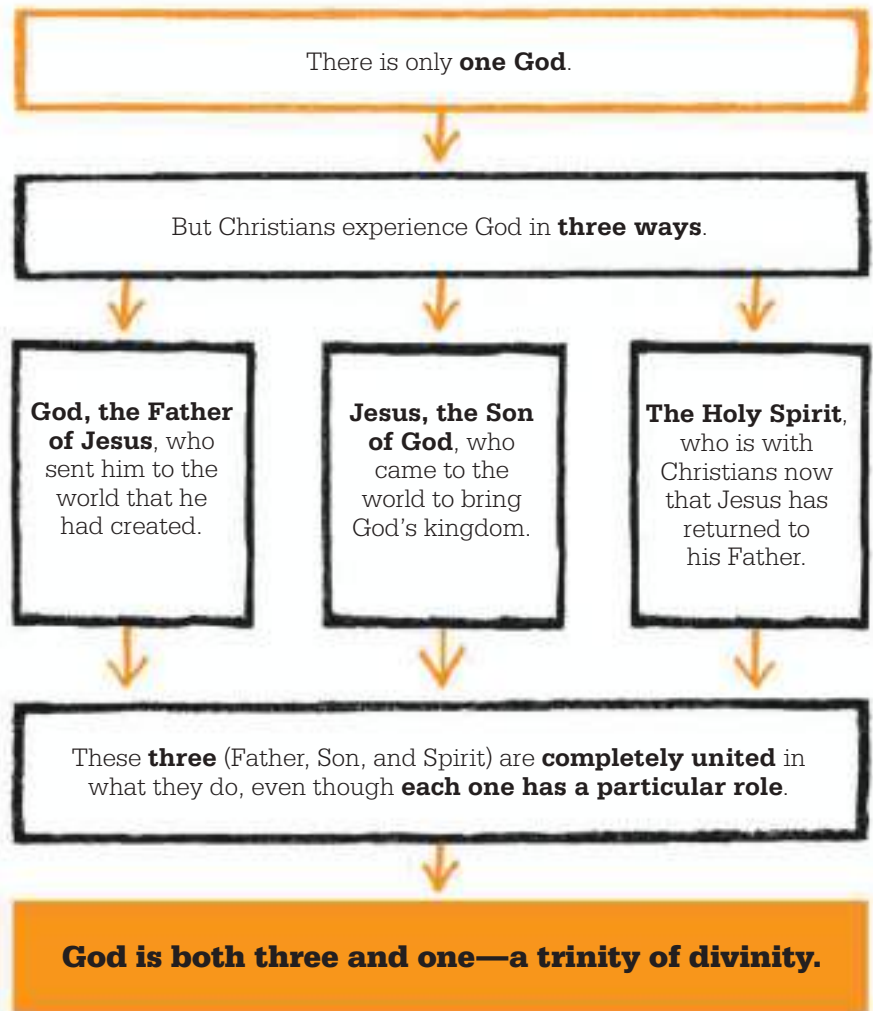 There is only one God.
But Christians experience God in three ways.
God, the Father
of Jesus, who
sent him to the
world that he
had created.
Jesus, the Son
of God, who
came to the
world to bring
God’s kingdom.
The Holy Spirit,
who is with
Christians now
that Jesus has
returned to
his Father.
These three (Father, Son, and Spirit) are completely united in
what they do, even though each one has a particular role.
God is both three and one—a trinity of divinity.